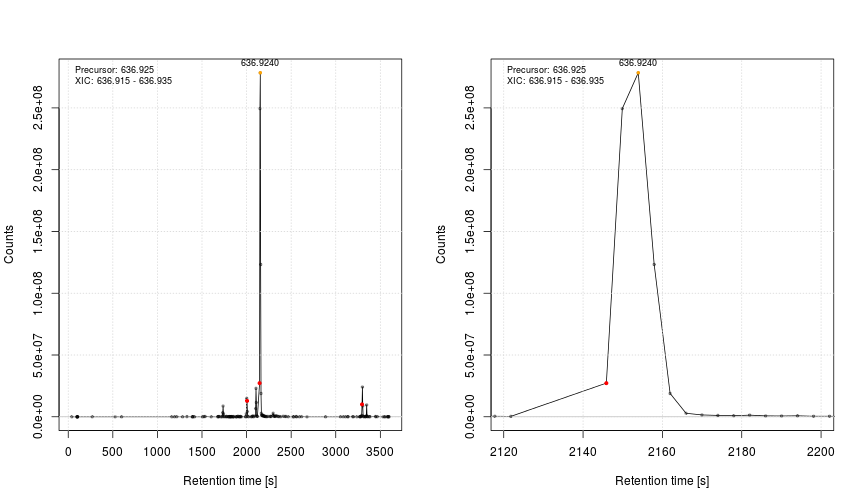 636.9240
Precursor: 636.925
XIC: 636.915 - 636.935
Counts
2.5e+08
2.0e+08
1.5e+08
1.0e+08
5.0e+07
0.0e+00
0 500 1000 1500 2000 2500 3000 3500
Retention time [s]
636.9240
Precursor: 636.925
XIC: 636.915 - 636.935
Counts
2.5e+08
2.0e+08
1.5e+08
1.0e+08
5.0e+07
0.0e+00
2120 2140 2160 2180 2200
Retention time [s]